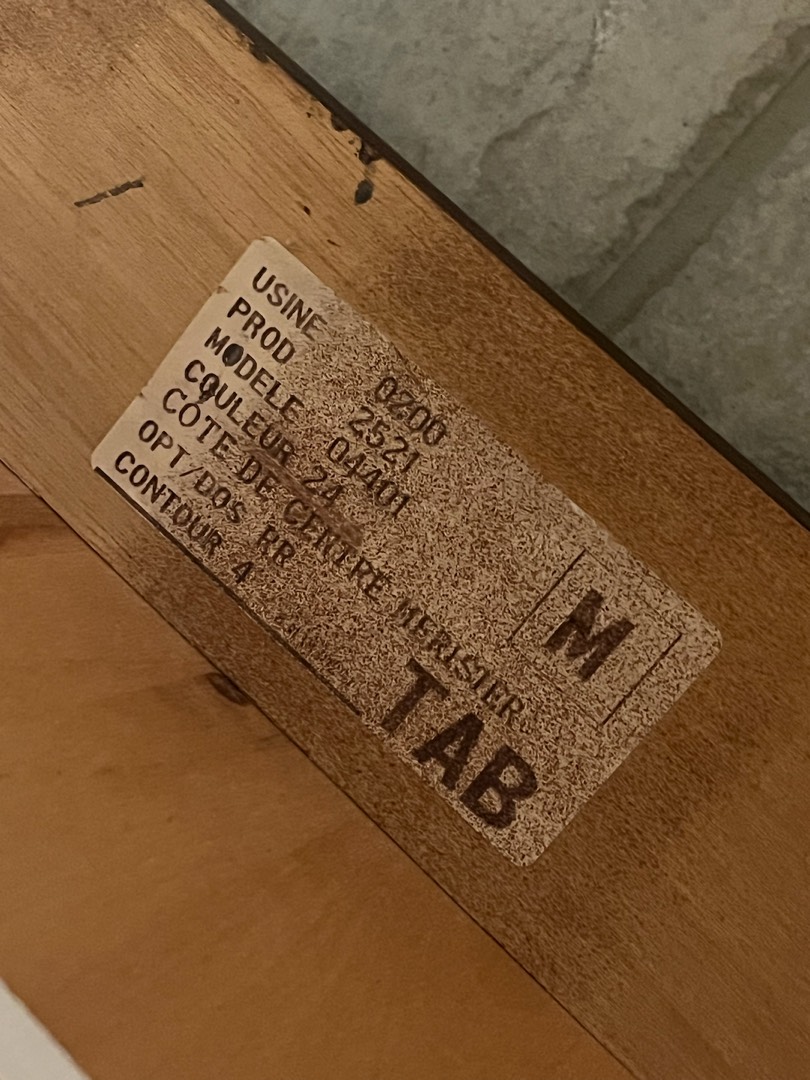 USINE 0200
PROD 2521
MODELE 04401
COULEUR 24
CÔTE DE CENTRE MERISIER
OPT/DOS RR
CONTOUR 4
M
TAB